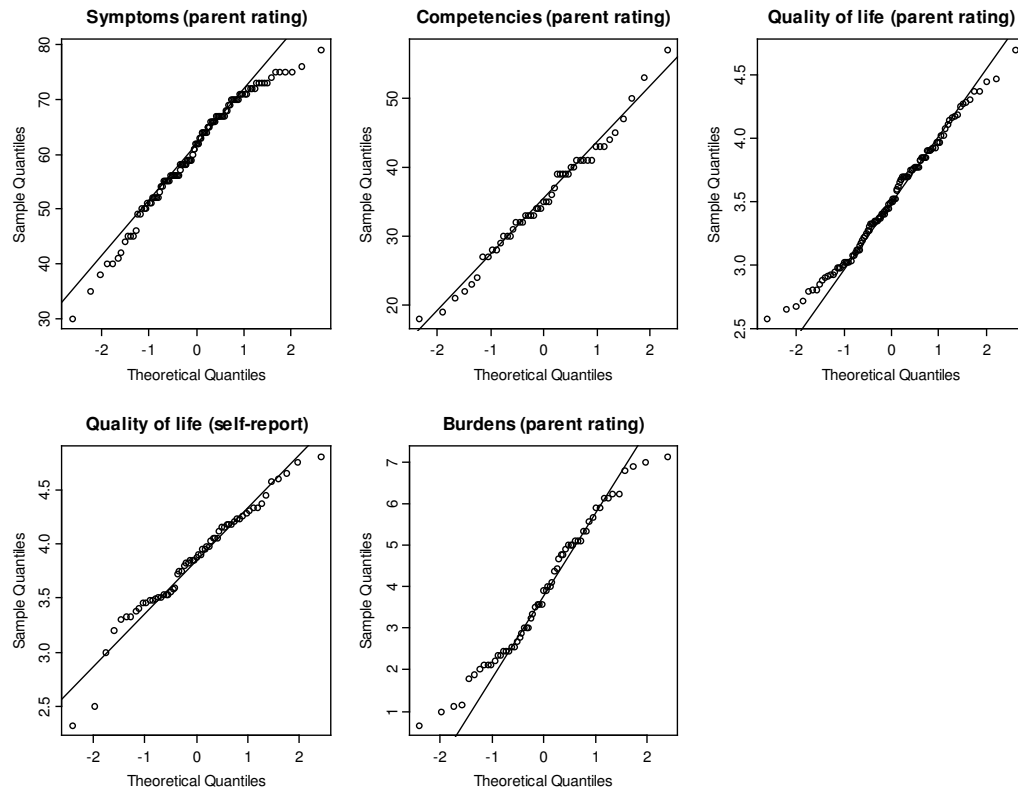 Symptoms (parent rating)
Sample Quantiles
80
70
60
50
40
30
-2 -1 0 1 2
Theoretical Quantiles
Competencies (parent rating)
Sample Quantiles
50
40
30
20
-2 -1 0 1 2
Theoretical Quantiles
Quality of life (parent rating)
Sample Quantiles
4.5
4.0
3.5
3.0
2.5
-2 -1 0 1 2
Theoretical Quantiles
Quality of life (self-report)
Sample Quantiles
4.5
4.0
3.5
3.0
2.5
-2 -1 0 1 2
Theoretical Quantiles
Burdens (parent rating)
Sample Quantiles
7
6
5
4
3
2
1
-2 -1 0 1 2
Theoretical Quantiles